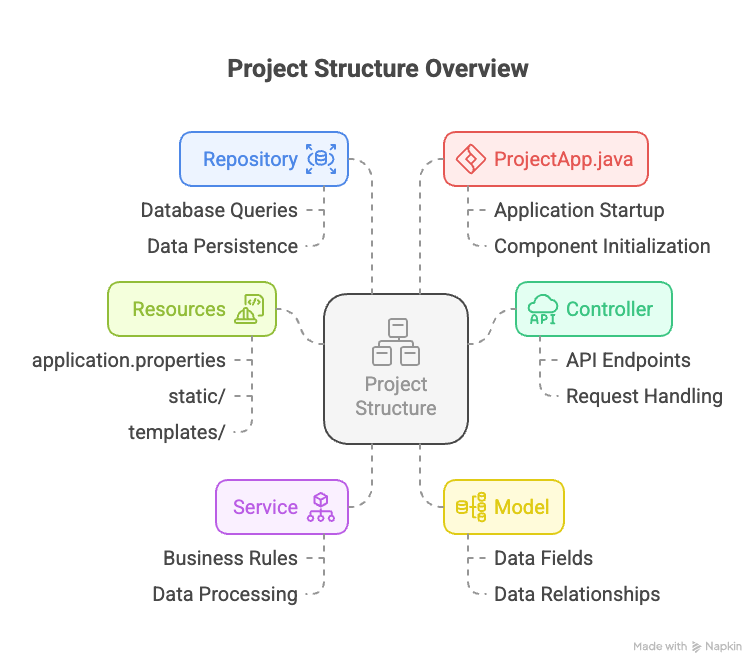 Project Structure Overview
Repository
Database Queries
Data Persistence
ProjectApp.java
Application Startup
Component Initialization
Resources
application.properties
static/
templates/
Controller
API
API Endpoints
Request Handling
Project
Structure
Service
Business Rules
Data Processing
Model
Data Fields
Data Relationships
Made with Napkin